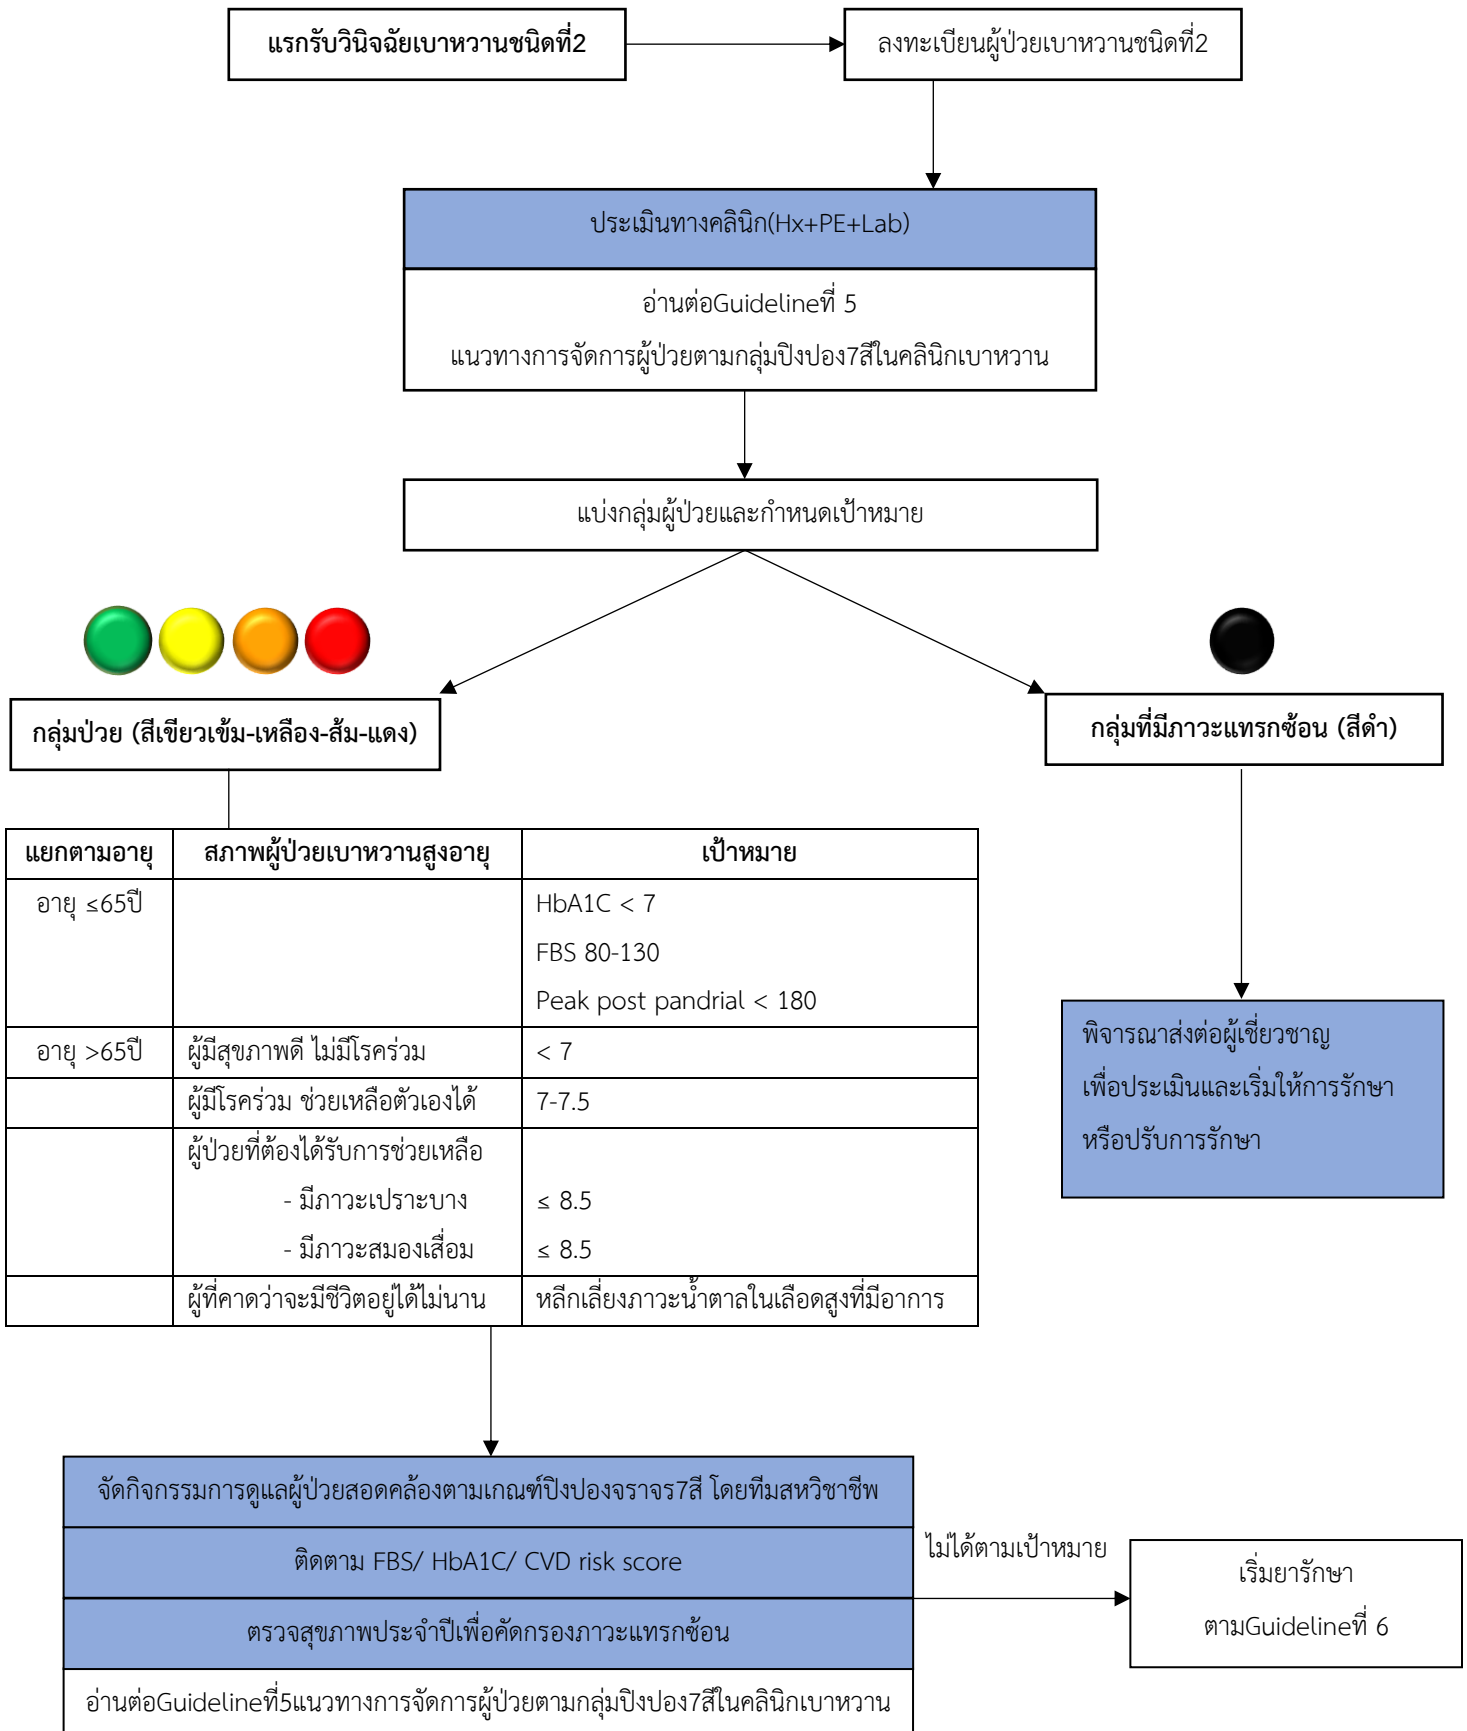 แรกรับวินิจฉัยเบาหวานชนิดที่2
ลงทะเบียนผู้ป่วยเบาหวานชนิดที่2
ประเมินทางคลินิก(Hx+PE+Lab)
อ่านต่อGuidelineที่ 5
แนวทางการจัดการผู้ป่วยตามกลุ่มปิงปอง7สีในคลินิกเบาหวาน
แบ่งกลุ่มผู้ป่วยและกำหนดเป้าหมาย
กลุ่มป่วย (สีเขียวเข้ม-เหลือง-ส้ม-แดง)
กลุ่มที่มีภาวะแทรกซ้อน (สีดำ)
แยกตามอายุ สภาพผู้ป่วยเบาหวานสูงอายุ เป้าหมาย
อายุ ≤65ปี HbA1C < 7
FBS 80-130
Peak post pandrial < 180
อายุ >65ปี ผู้มีสุขภาพดี ไม่มีโรคร่วม < 7
ผู้มีโรคร่วม ช่วยเหลือตัวเองได้ 7-7.5
ผู้ป่วยที่ต้องได้รับการช่วยเหลือ
- มีภาวะเปราะบาง ≤ 8.5
- มีภาวะสมองเสื่อม ≤ 8.5
ผู้ที่คาดว่าจะมีชีวิตอยู่ได้ไม่นาน หลีกเลี่ยงภาวะน้ำตาลในเลือดสูงที่มีอาการ
พิจารณาส่งต่อผู้เชี่ยวชาญ
เพื่อประเมินและเริ่มให้การรักษา
หรือปรับการรักษา
จัดกิจกรรมการดูแลผู้ป่วยสอดคล้องตามเกณฑ์ปิงปองจราจร7สี โดยทีมสหวิชาชีพ
ติดตาม FBS/ HbA1C/ CVD risk score
ตรวจสุขภาพประจำปีเพื่อคัดกรองภาวะแทรกซ้อน
อ่านต่อGuidelineที่5แนวทางการจัดการผู้ป่วยตามกลุ่มปิงปอง7สีในคลินิกเบาหวาน
ไม่ได้ตามเป้าหมาย
เริ่มยารักษา
ตามGuidelineที่ 6